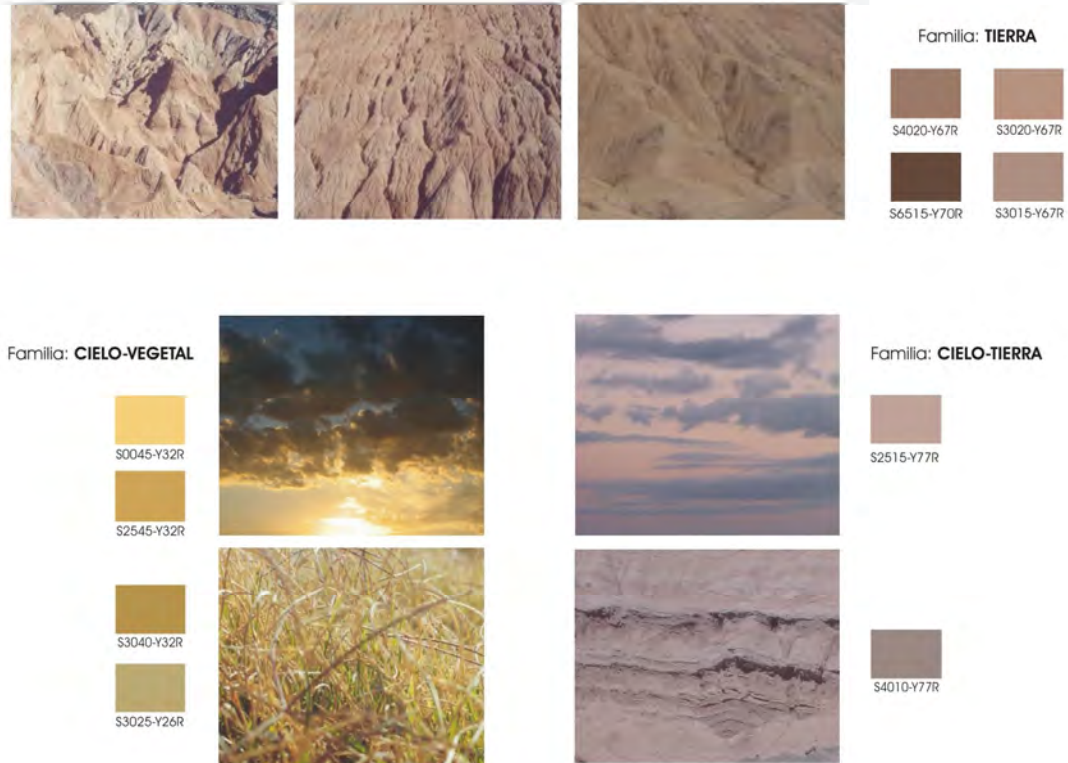 Familia: TIERRA
S4020-Y67R
S3020-Y67R
S6515-Y70R
S3015-Y67R
Familia: CIELO-VEGETAL
S0045-Y32R
S2545-Y32R
S3040-Y32R
S3025-Y26R
Familia: CIELO-TIERRA
S2515-Y77R
S4010-Y77R